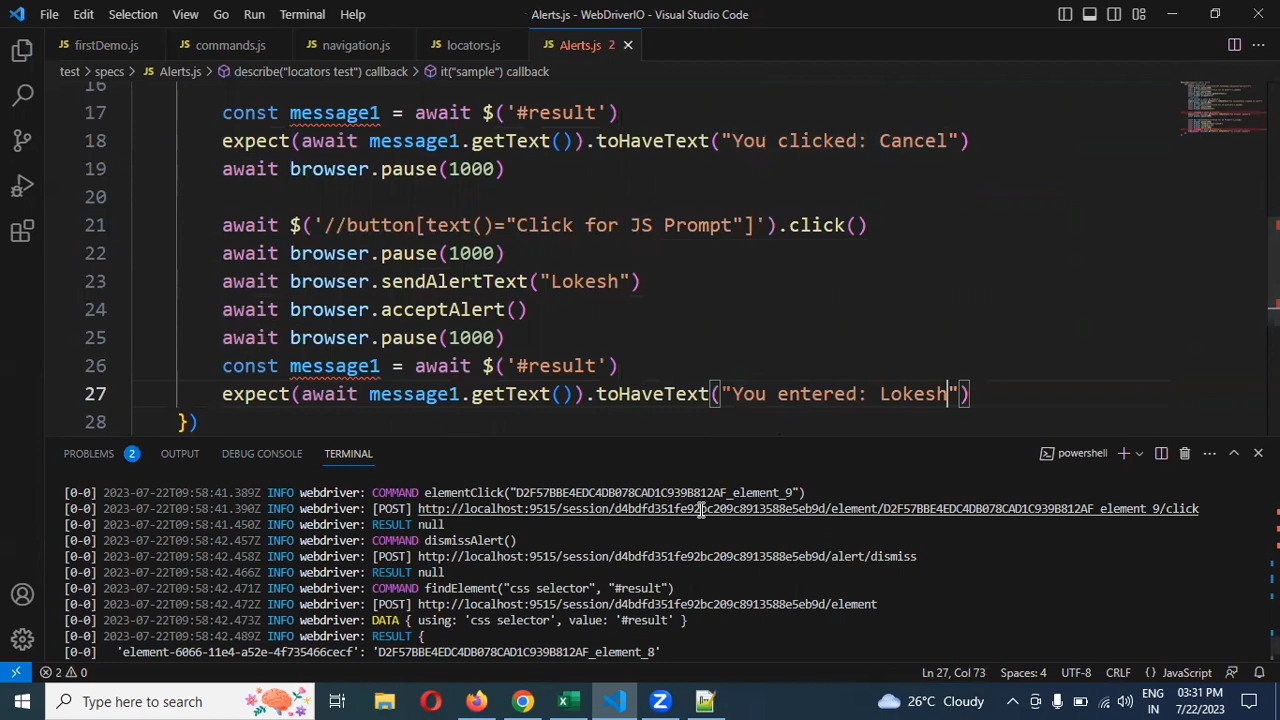 File Edit Selection View Go Run Terminal Help Alerts.js - WebDriverIO - Visual Studio Code
JS firstDemo.js JS commands.js JS navigation.js JS locators.js JS Alerts.js 2
test > specs > JS Alerts.js > describe("locators test") callback > it("sample") callback
16
17 const message1 = await $('#result')
18 expect(await message1.getText()).toHaveText("You clicked: Cancel")
19 await browser.pause(1000)
20
21 await $('//button[text()="Click for JS Prompt"]').click()
22 await browser.pause(1000)
23 await browser.sendAlertText("Lokesh")
24 await browser.acceptAlert()
25 await browser.pause(1000)
26 const message1 = await $('#result')
27 expect(await message1.getText()).toHaveText("You entered: Lokesh")
28 })
PROBLEMS 2 OUTPUT DEBUG CONSOLE TERMINAL powershell
[0-0] 2023-07-22T09:58:41.389Z INFO webdriver: COMMAND elementClick("D2F57BBE4EDC4DB078CAD1C939B812AF_element_9")
[0-0] 2023-07-22T09:58:41.390Z INFO webdriver: [POST] http://localhost:9515/session/d4bdfd351fe92bc209c8913588e5eb9d/element/D2F57BBE4EDC4DB078CAD1C939B812AF_element_9/click
[0-0] 2023-07-22T09:58:42.456Z INFO webdriver: RESULT null
[0-0] 2023-07-22T09:58:42.457Z INFO webdriver: COMMAND dismissAlert()
[0-0] 2023-07-22T09:58:42.458Z INFO webdriver: [POST] http://localhost:9515/session/d4bdfd351fe92bc209c8913588e5eb9d/alert/dismiss
[0-0] 2023-07-22T09:58:42.466Z INFO webdriver: RESULT null
[0-0] 2023-07-22T09:58:42.471Z INFO webdriver: COMMAND findElement("css selector", "#result")
[0-0] 2023-07-22T09:58:42.472Z INFO webdriver: [POST] http://localhost:9515/session/d4bdfd351fe92bc209c8913588e5eb9d/element
[0-0] 2023-07-22T09:58:42.473Z INFO webdriver: DATA { using: 'css selector', value: '#result' }
[0-0] 2023-07-22T09:58:42.489Z INFO webdriver: RESULT {
'element-6066-11e4-a52e-4f735466cecf': 'D2F57BBE4EDC4DB078CAD1C939B812AF_element_8'
2 0 Ln 27, Col 73 Spaces: 4 UTF-8 CRLF {} JavaScript
Type here to search 26°C Cloudy ENG IN 03:31 PM 7/22/2023